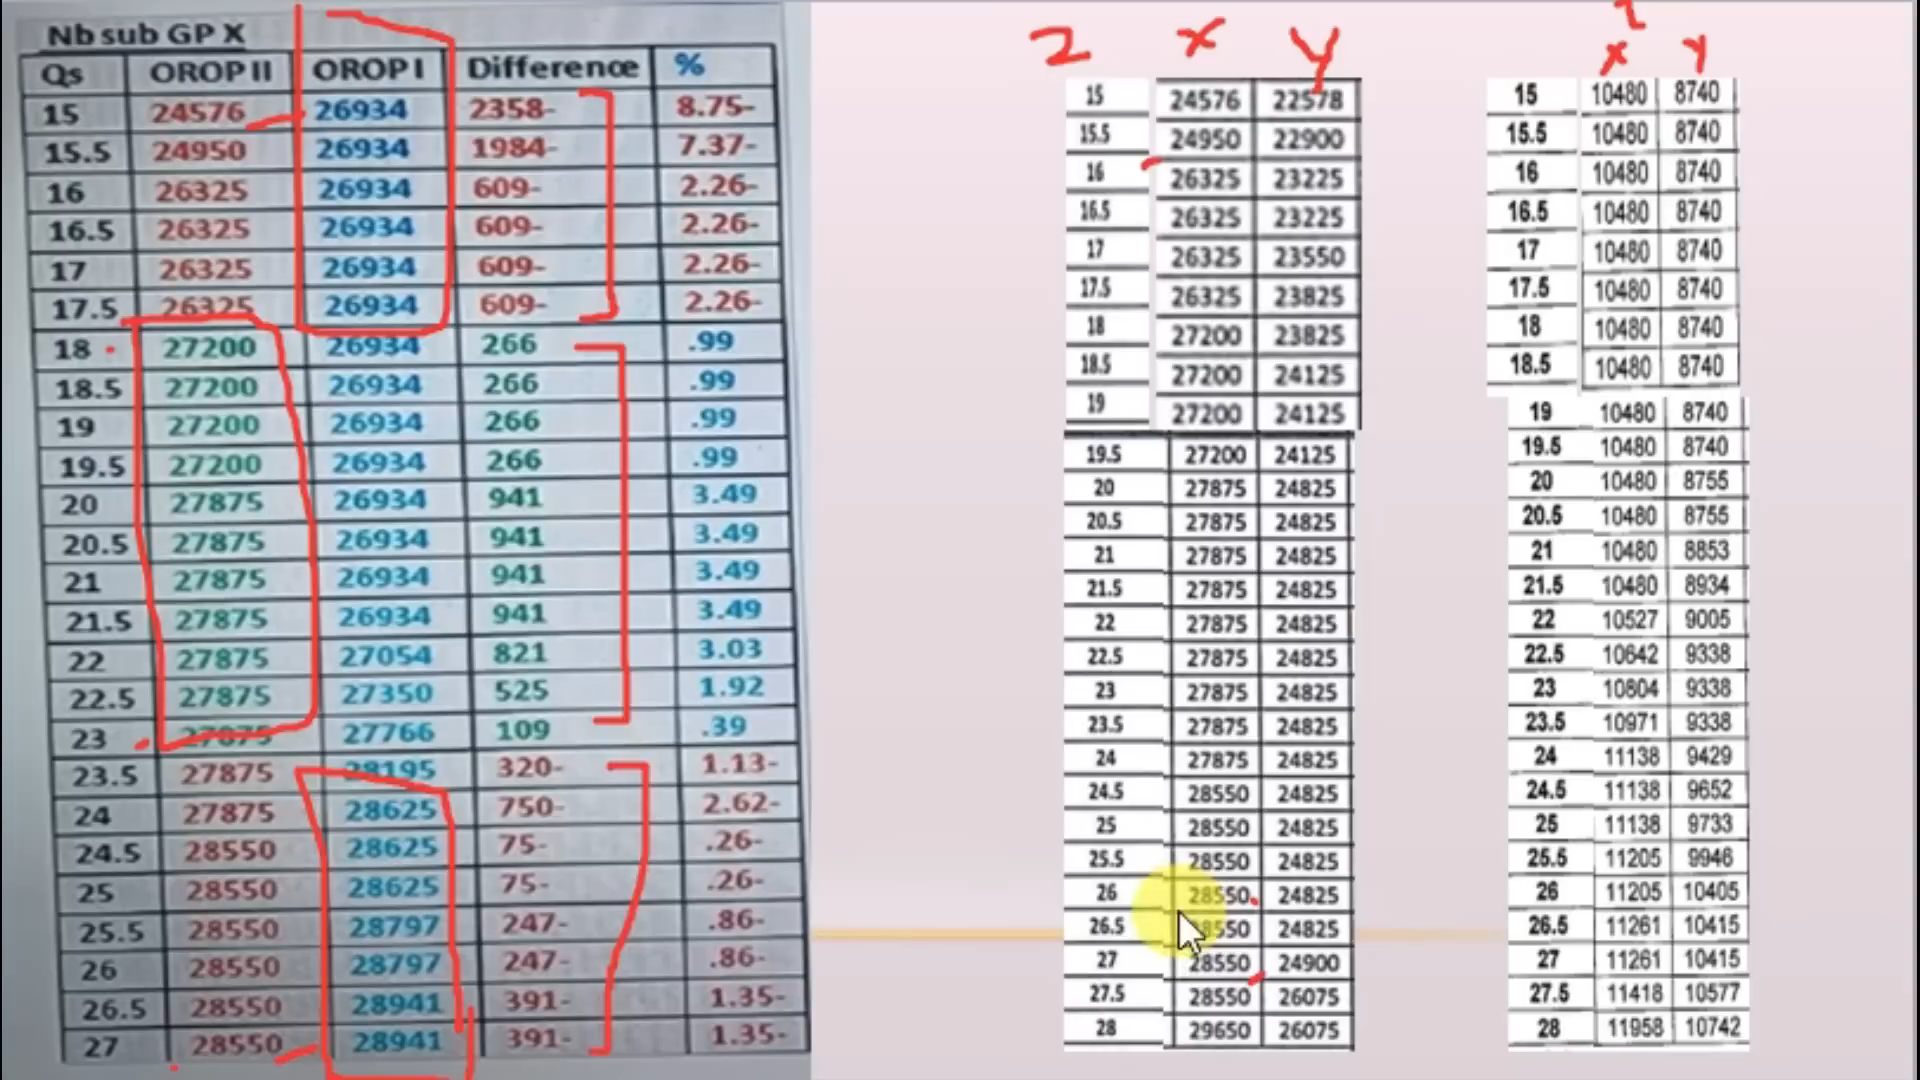 Nb sub GP X
Qs OROP II OROP I Difference %
15 24576 26934 2358- 8.75-
15.5 24950 26934 1984- 7.37-
16 26325 26934 609- 2.26-
16.5 26325 26934 609- 2.26-
17 26325 26934 609- 2.26-
17.5 26325 26934 609- 2.26-
18 27200 26934 266 .99
18.5 27200 26934 266 .99
19 27200 26934 266 .99
19.5 27200 26934 266 .99
20 27875 26934 941 3.49
20.5 27875 26934 941 3.49
21 27875 26934 941 3.49
21.5 27875 26934 941 3.49
22 27875 27054 821 3.03
22.5 27875 27350 525 1.92
23 27875 27766 109 .39
23.5 27875 28195 320- 1.13-
24 27875 28625 750- 2.62-
24.5 28550 28625 75- .26-
25 28550 28625 75- .26-
25.5 28550 28797 247- .86-
26 28550 28797 247- .86-
26.5 28550 28941 391- 1.35-
27 28550 28941 391- 1.35-
2 x y
15 24576 22578
15.5 24950 22900
16 26325 23225
16.5 26325 23225
17 26325 23550
17.5 26325 23825
18 27200 23825
18.5 27200 24125
19 27200 24125
19.5 27200 24125
20 27875 24825
20.5 27875 24825
21 27875 24825
21.5 27875 24825
22 27875 24825
22.5 27875 24825
23 27875 24825
23.5 27875 24825
24 27875 24825
24.5 28550 24825
25 28550 24825
25.5 28550 24825
26 28550 24825
26.5 8550 24825
27 28550 24900
27.5 28550 26075
28 29650 26075
x y
15 10480 8740
15.5 10480 8740
16 10480 8740
16.5 10480 8740
17 10480 8740
17.5 10480 8740
18 10480 8740
18.5 10480 8740
19 10480 8740
19.5 10480 8740
20 10480 8755
20.5 10480 8755
21 10480 8853
21.5 10480 8934
22 10527 9005
22.5 10642 9338
23 10804 9338
23.5 10971 9338
24 11138 9429
24.5 11138 9652
25 11138 9733
25.5 11205 9946
26 11205 10405
26.5 11261 10415
27 11261 10415
27.5 11418 10577
28 11958 10742